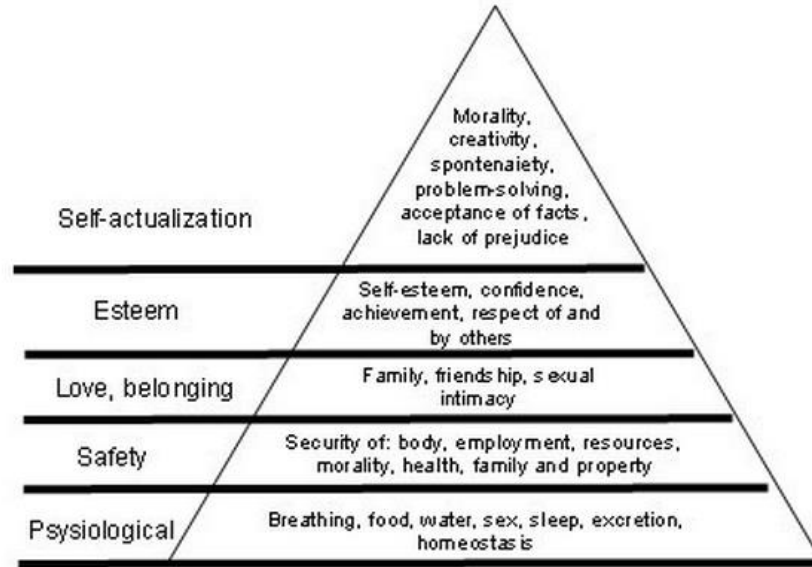 Morality,
creativity,
spontenaiety,
problem-solving,
acceptance of facts,
lack of prejudice
Self-actualization
Self-esteem, confidence,
achievement, respect of and
by others
Esteem
Family, friendship, sexual
intimacy
Love, belonging
Security of: body, employment, resources,
morality, health, family and property
Safety
Breathing, food, water, sex, sleep, excretion,
homeostasis
Psysiological